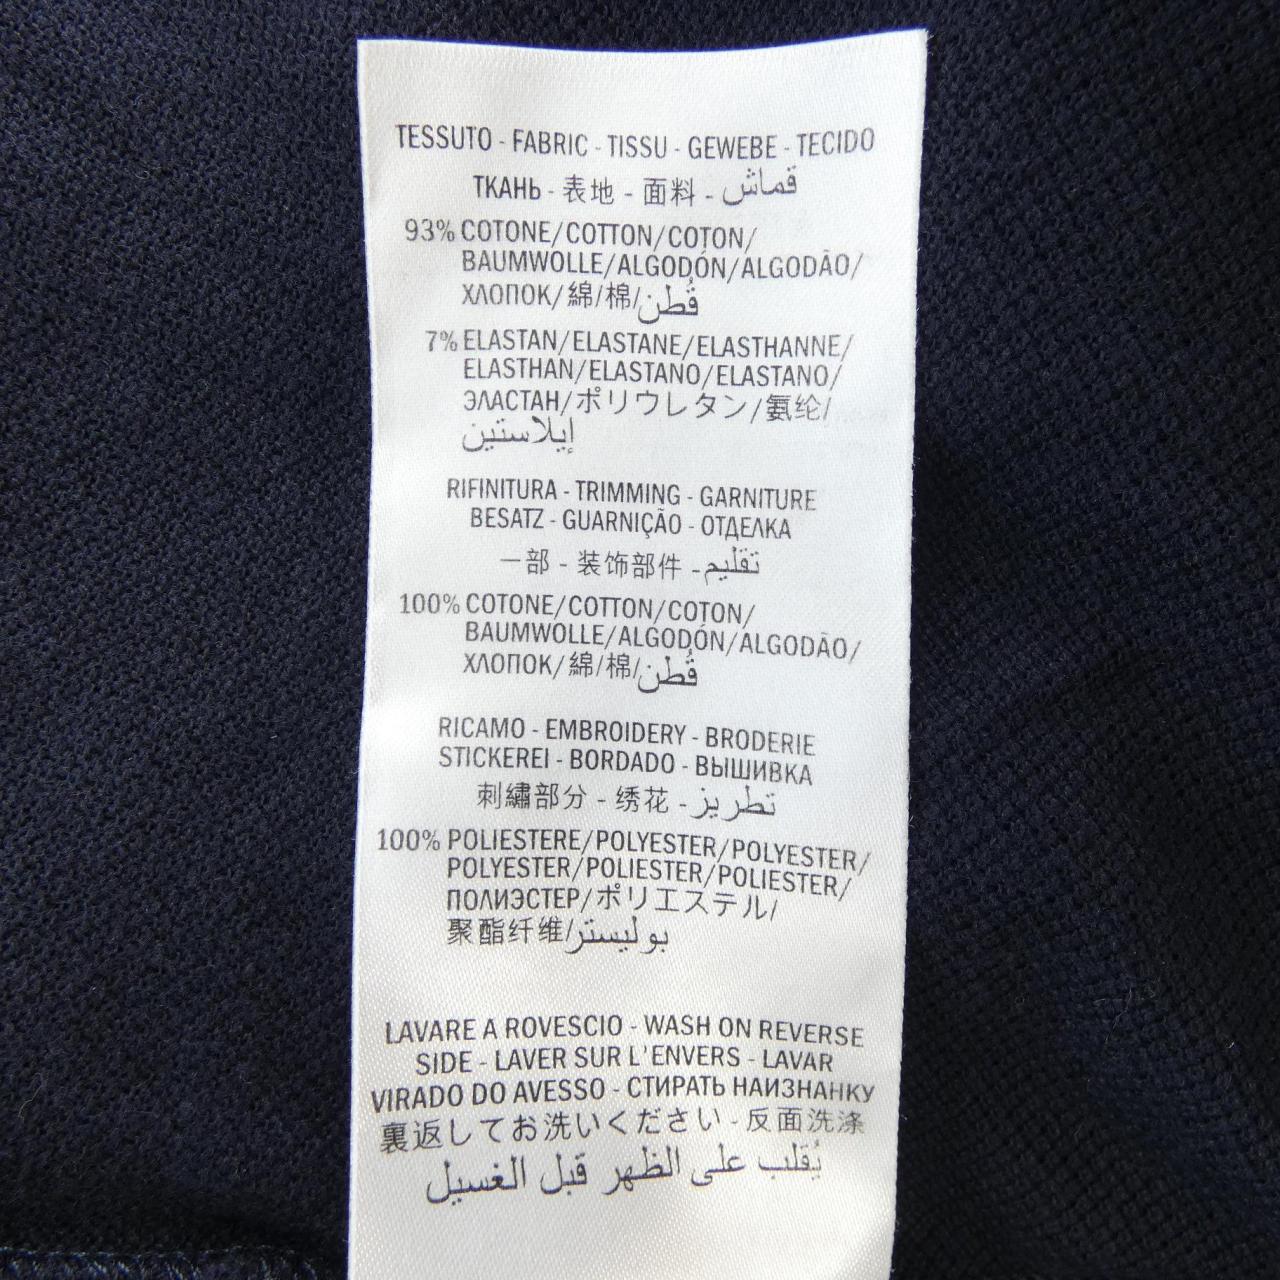 TESSUTO - FABRIC - TISSU - GEWEBE - TECIDO
ТКАНЬ - 表地 - 面料 - قماش
93% COTONE/COTTON/COTON/
BAUMWOLLE/ALGODÓN/ALGODÃO/
ХЛОПОК/綿/棉/قُطن
7% ELASTAN/ELASTANE/ELASTHANNE/
ELASTHAN/ELASTANO/ELASTANO/
ЭЛАСТАН/ポリウレタン/氨纶/
إيلاستين
RIFINITURA - TRIMMING - GARNITURE
BESATZ - GUARNIÇÃO - ОТДЕЛКА
一部 - 装饰部件 - تقليم
100% COTONE/COTTON/COTON/
BAUMWOLLE/ALGODÓN/ALGODÃO/
ХЛОПОК/綿/棉/قُطن
RICAMO - EMBROIDERY - BRODERIE
STICKEREI - BORDADO - ВЫШИВКА
刺繡部分 - 绣花 - تطريز
100% POLIESTERE/POLYESTER/POLYESTER/
POLYESTER/POLIESTER/POLIESTER/
ПОЛИЭСТЕР/ポリエステル/
聚酯纤维/بوليستر
LAVARE A ROVESCIO - WASH ON REVERSE
SIDE - LAVER SUR L'ENVERS - LAVAR
VIRADO DO AVESSO - СТИРАТЬ НАИЗНАНКУ
裏返してお洗いください - 反面洗涤
يُقلب على الظهر قبل الغسيل